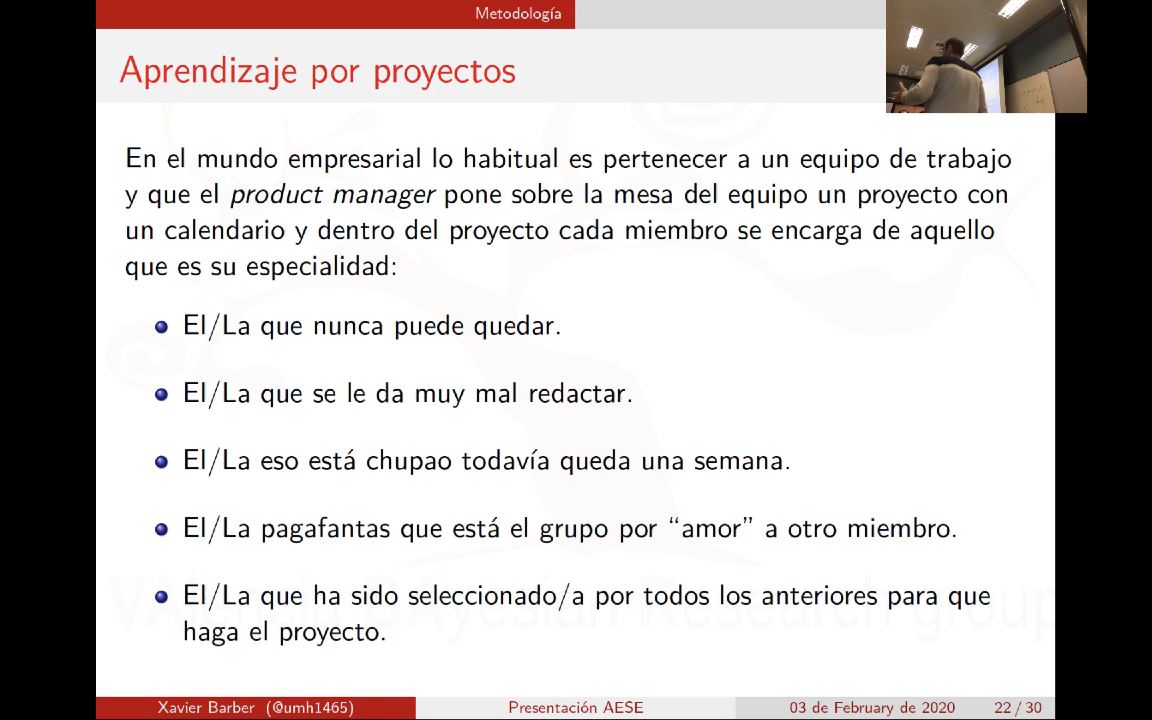 Metodología
Aprendizaje por proyectos
En el mundo empresarial lo habitual es pertenecer a un equipo de trabajo
y que el product manager pone sobre la mesa del equipo un proyecto con
un calendario y dentro del proyecto cada miembro se encarga de aquello
que es su especialidad:
El/La que nunca puede quedar.
El/La que se le da muy mal redactar.
El/La eso está chupao todavía queda una semana.
El/La pagafantas que está el grupo por “amor” a otro miembro.
El/La que ha sido seleccionado/a por todos los anteriores para que
haga el proyecto.
VAlencia BAyesian Research group
Xavier Barber (@umh1465)
Presentación AESE
03 de February de 2020
22 / 30